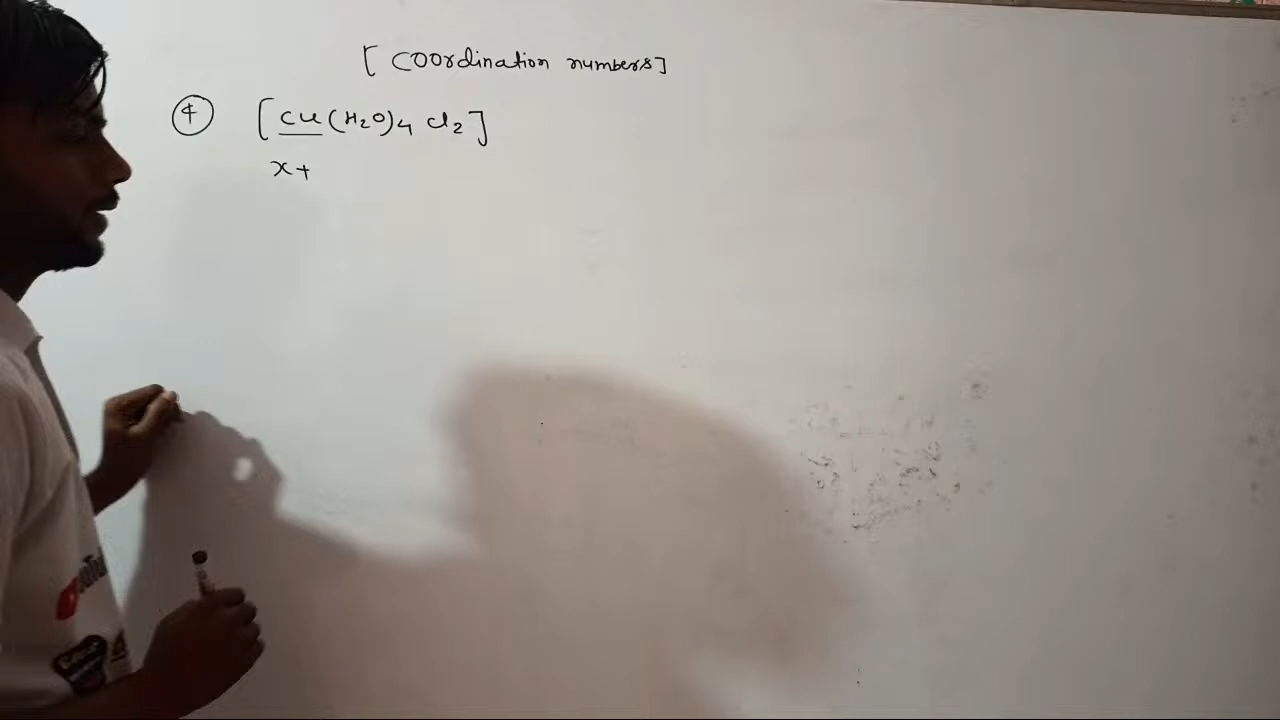 [ Coordination numbers]
④ [Cu(H₂O)₄ Cl₂]
x+